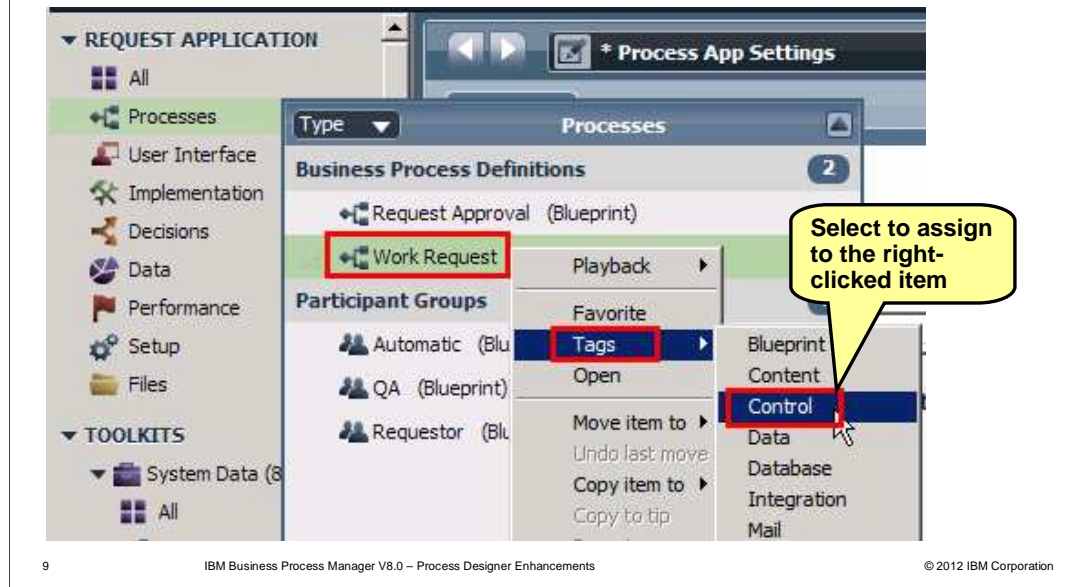 REQUEST APPLICATION
All
Processes
User Interface
Implementation
Decisions
Data
Performance
Setup
Files
TOOLKITS
System Data (8
All
* Process App Settings
Type
Processes
Business Process Definitions
2
Request Approval (Blueprint)
Work Request
Participant Groups
Automatic (Blu
QA (Blueprint)
Requestor (Blu
Playback
Favorite
Tags
Open
Move item to
Undo last move
Copy item to
Copy to tip
Blueprint
Content
Control
Data
Database
Integration
Mail
Select to assign
to the right-
clicked item
9
IBM Business Process Manager V8.0 – Process Designer Enhancements
© 2012 IBM Corporation